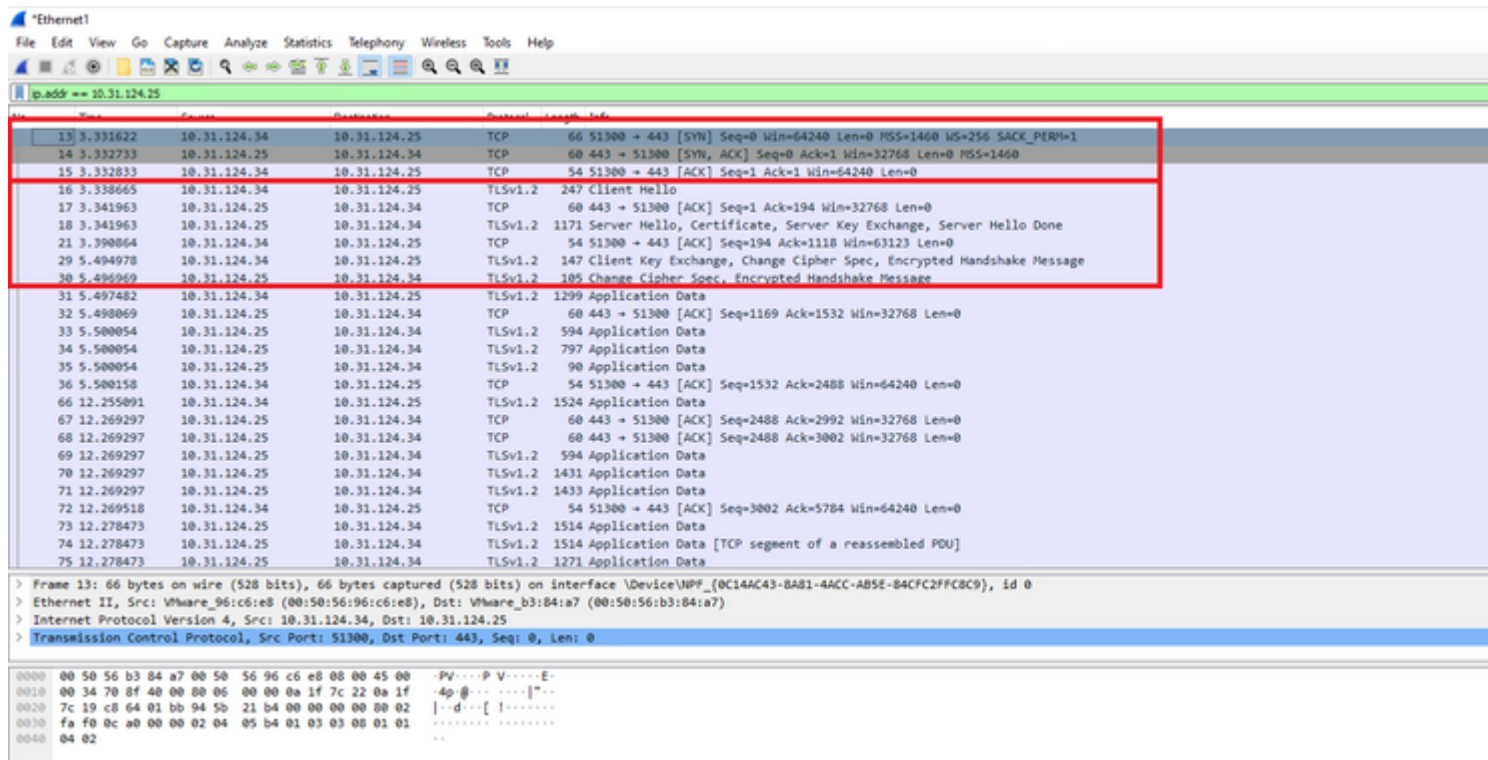 *Ethernet1
File Edit View Go Capture Analyze Statistics Telephony Wireless Tools Help
ip.addr == 10.31.124.25
13 3.331622 10.31.124.34 10.31.124.25 TCP 66 51300 → 443 [SYN] Seq=0 Win=64240 Len=0 MSS=1460 WS=256 SACK_PERM=1
14 3.332733 10.31.124.25 10.31.124.34 TCP 60 443 → 51300 [SYN, ACK] Seq=0 Ack=1 Win=32768 Len=0 MSS=1460
15 3.332833 10.31.124.34 10.31.124.25 TCP 54 51300 → 443 [ACK] Seq=1 Ack=1 Win=64240 Len=0
16 3.338665 10.31.124.34 10.31.124.25 TLSv1.2 247 Client Hello
17 3.341963 10.31.124.25 10.31.124.34 TCP 60 443 → 51300 [ACK] Seq=1 Ack=194 Win=32768 Len=0
18 3.341963 10.31.124.25 10.31.124.34 TLSv1.2 1171 Server Hello, Certificate, Server Key Exchange, Server Hello Done
21 3.390864 10.31.124.34 10.31.124.25 TCP 54 51300 → 443 [ACK] Seq=194 Ack=1118 Win=63123 Len=0
29 5.494978 10.31.124.34 10.31.124.25 TLSv1.2 147 Client Key Exchange, Change Cipher Spec, Encrypted Handshake Message
30 5.496969 10.31.124.25 10.31.124.34 TLSv1.2 105 Change Cipher Spec, Encrypted Handshake Message
31 5.497482 10.31.124.34 10.31.124.25 TLSv1.2 1299 Application Data
32 5.498069 10.31.124.25 10.31.124.34 TCP 60 443 → 51300 [ACK] Seq=1169 Ack=1532 Win=32768 Len=0
33 5.500054 10.31.124.25 10.31.124.34 TLSv1.2 594 Application Data
34 5.500054 10.31.124.25 10.31.124.34 TLSv1.2 797 Application Data
35 5.500054 10.31.124.25 10.31.124.34 TLSv1.2 90 Application Data
36 5.500158 10.31.124.34 10.31.124.25 TCP 54 51300 → 443 [ACK] Seq=1532 Ack=2488 Win=64240 Len=0
66 12.255091 10.31.124.34 10.31.124.25 TLSv1.2 1524 Application Data
67 12.269297 10.31.124.25 10.31.124.34 TCP 60 443 → 51300 [ACK] Seq=2488 Ack=2992 Win=32768 Len=0
68 12.269297 10.31.124.25 10.31.124.34 TCP 60 443 → 51300 [ACK] Seq=2488 Ack=3002 Win=32768 Len=0
69 12.269297 10.31.124.25 10.31.124.34 TLSv1.2 594 Application Data
70 12.269297 10.31.124.25 10.31.124.34 TLSv1.2 1431 Application Data
71 12.269297 10.31.124.25 10.31.124.34 TLSv1.2 1433 Application Data
72 12.269518 10.31.124.34 10.31.124.25 TCP 54 51300 → 443 [ACK] Seq=3002 Ack=5784 Win=64240 Len=0
73 12.278473 10.31.124.25 10.31.124.34 TLSv1.2 1514 Application Data
74 12.278473 10.31.124.25 10.31.124.34 TLSv1.2 1514 Application Data [TCP segment of a reassembled PDU]
75 12.278473 10.31.124.25 10.31.124.34 TLSv1.2 1271 Application Data
> Frame 13: 66 bytes on wire (528 bits), 66 bytes captured (528 bits) on interface \Device\NPF_{0C14AC43-8A81-4ACC-AB5E-84CFC2FFC8C9}, id 0
> Ethernet II, Src: VMware_96:c6:e8 (00:50:56:96:c6:e8), Dst: VMware_b3:84:a7 (00:50:56:b3:84:a7)
> Internet Protocol Version 4, Src: 10.31.124.34, Dst: 10.31.124.25
> Transmission Control Protocol, Src Port: 51300, Dst Port: 443, Seq: 0, Len: 0
0000 00 50 56 b3 84 a7 00 50 56 96 c6 e8 08 00 45 00 ·PV····P V·····E·
0010 00 34 70 8f 40 00 80 06 00 00 0a 1f 7c 22 0a 1f ·4p·@··· ····|"··
0020 7c 19 c8 64 01 bb 94 5b 21 b4 00 00 00 00 80 02 |··d···[ !·······
0030 fa f0 0c a0 00 00 02 04 05 b4 01 03 03 08 01 01 ········ ········
0040 04 02 ··